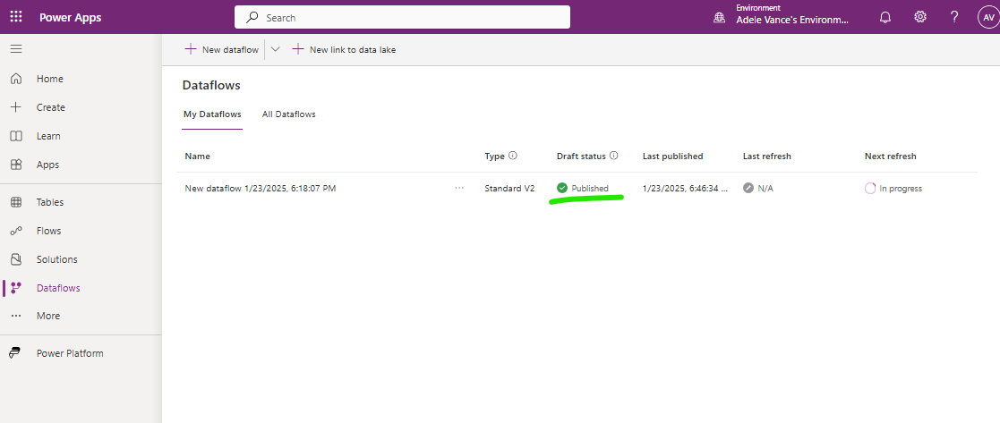 Power Apps
Search
Environment
Adele Vance's Environm...
?
AV
New dataflow
New link to data lake
Home
Create
Learn
Apps
Tables
Flows
Solutions
Dataflows
More
Power Platform
Dataflows
My Dataflows All Dataflows
Name Type Draft status Last published Last refresh Next refresh
New dataflow 1/23/2025, 6:18:07 PM ... Standard V2 Published 1/23/2025, 6:46:34 ... N/A In progress